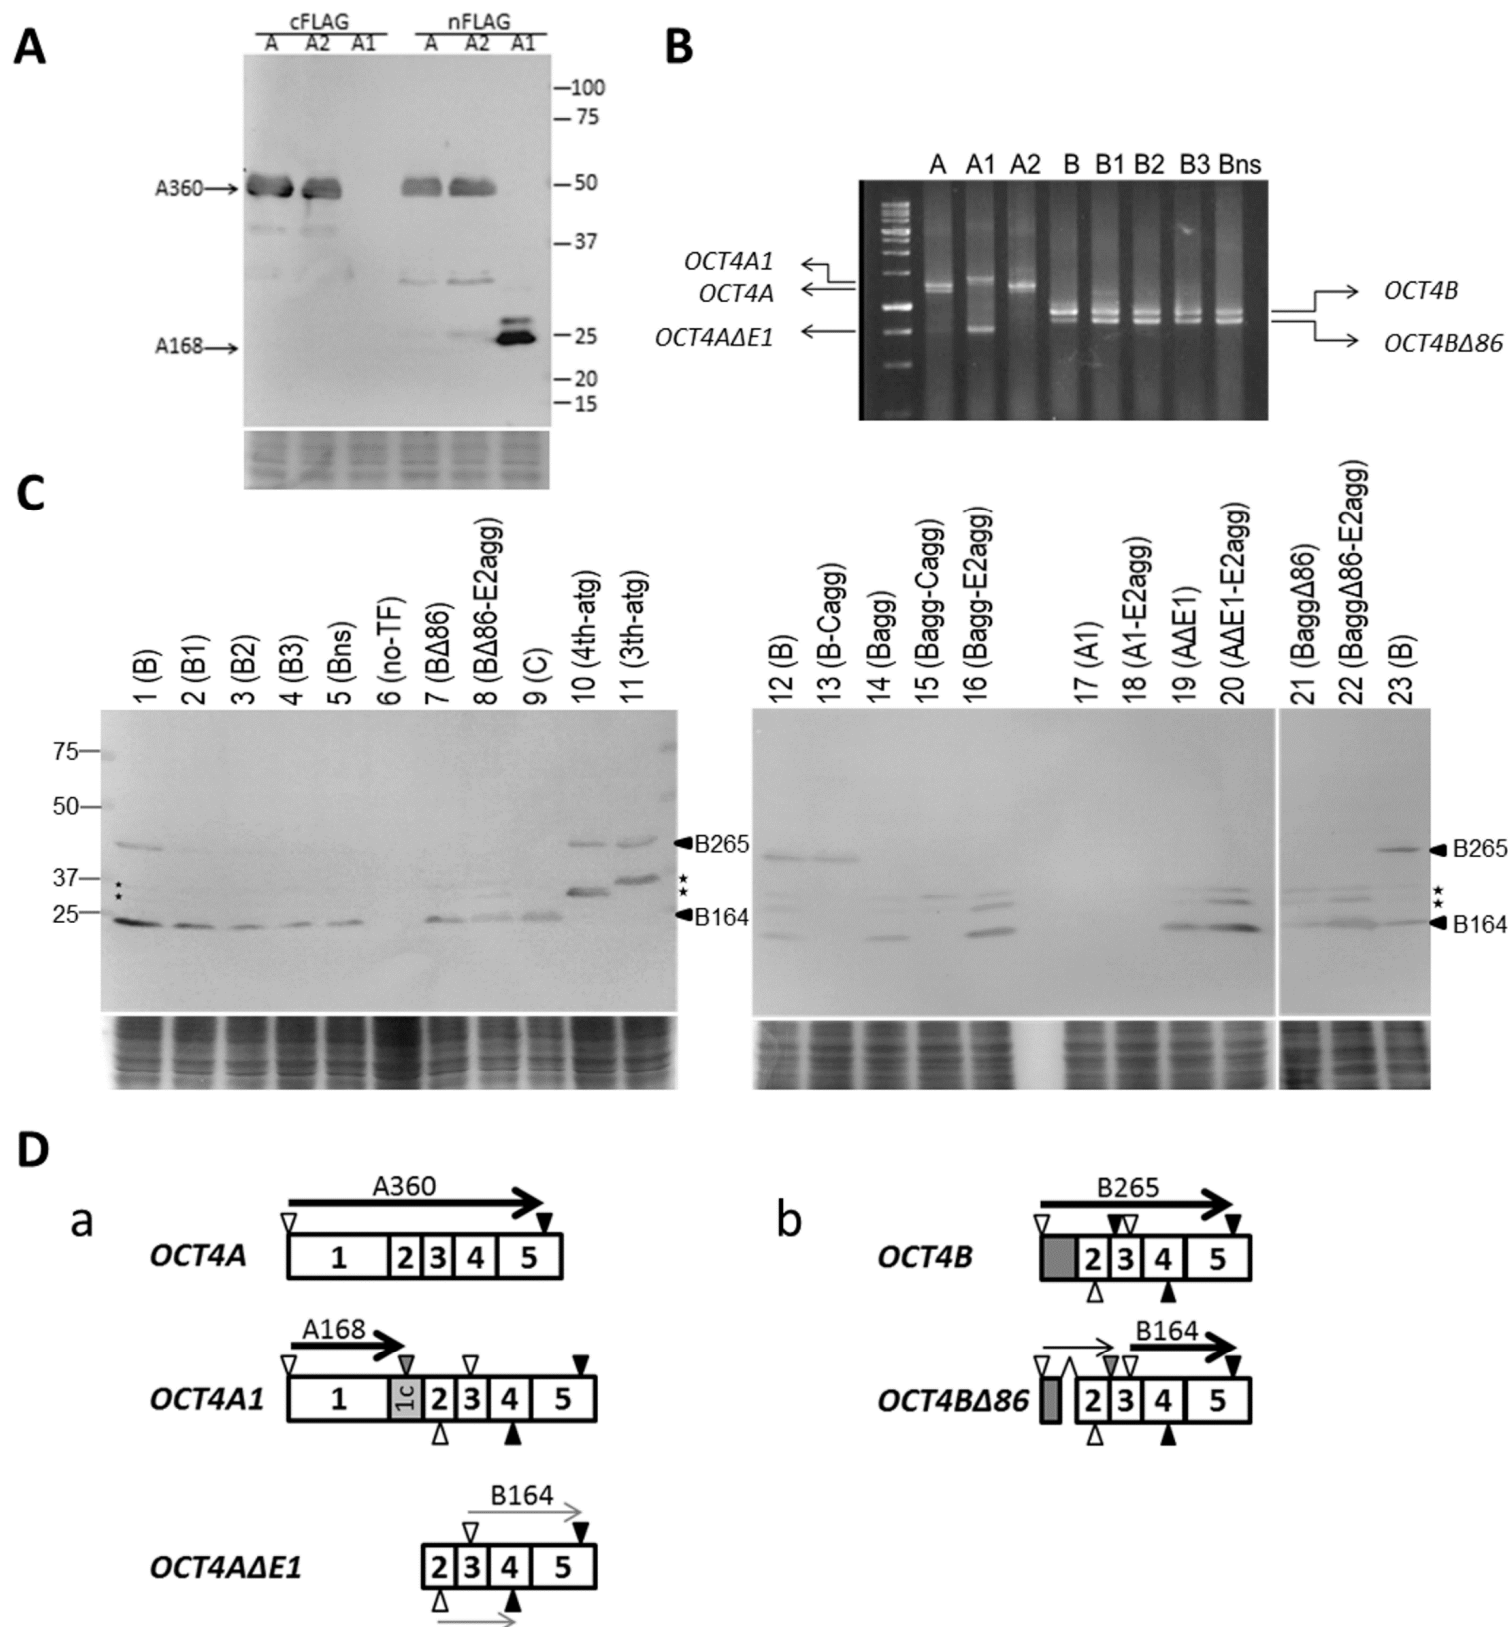 A
cFLAG nFLAG
A A2 A1 A A2 A1
100
75
A360 50
37
25
A168
20
15
B
A A1 A2 B B1 B2 B3 Bns
OCT4A1
OCT4A
OCT4AΔE1
OCT4B
OCT4BΔ86
C
1 (B)
2 (B1)
3 (B2)
4 (B3)
5 (Bns)
6 (no-TF)
7 (BΔ86)
8 (BΔ86-E2agg)
9 (C)
10 (4th-atg)
11 (3th-atg)
12 (B)
13 (B-Cagg)
14 (Bagg)
15 (Bagg-Cagg)
16 (Bagg-E2agg)
17 (A1)
18 (A1-E2agg)
19 (AΔE1)
20 (AΔE1-E2agg)
21 (BaggΔ86)
22 (BaggΔ86-E2agg)
23 (B)
75
50
37
25
B265
B164
B265
B164
D
a
A360
OCT4A 1 2 3 4 5
A168
OCT4A1 1 1c 2 3 4 5
B164
OCT4AΔE1 2 3 4 5
b
B265
OCT4B 2 3 4 5
B164
OCT4BΔ86 2 3 4 5